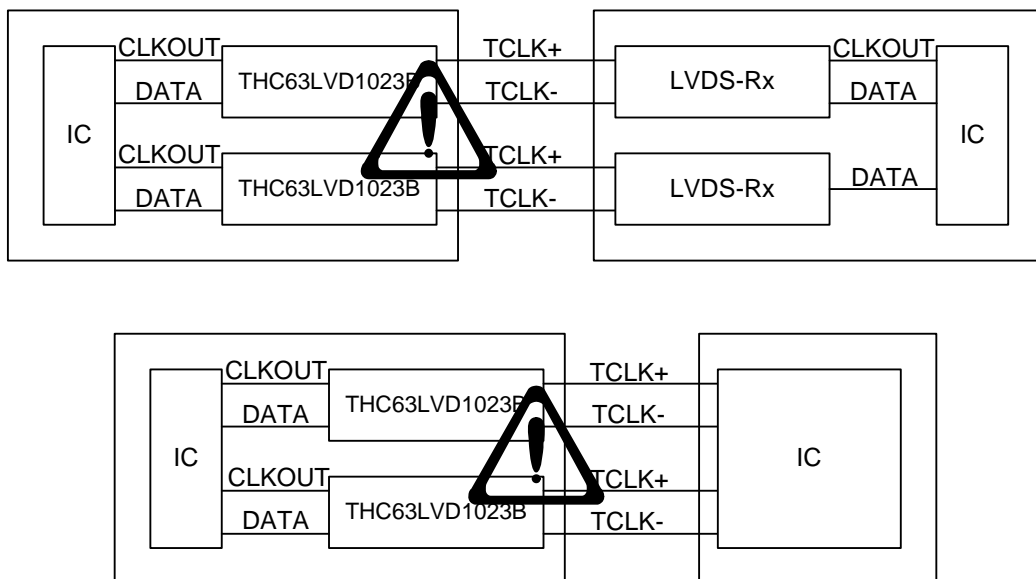 CLKOUT TCLK+ CLKOUT
THC63LVD1023B LVDS-Rx
DATA TCLK- DATA
IC IC
CLKOUT TCLK+
THC63LVD1023B LVDS-Rx DATA
DATA TCLK-
CLKOUT TCLK+
THC63LVD1023B
DATA TCLK-
IC IC
CLKOUT TCLK+
THC63LVD1023B
DATA TCLK-